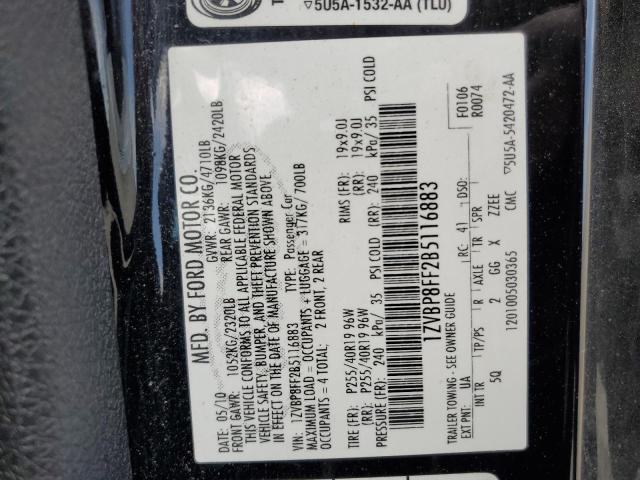 5U5A-1532-AA (TLU)
MFD. BY FORD MOTOR CO.
05/10 GVWR: 2136KG/4710LB
FRONT GAWR: 1052KG/2320LB REAR GAWR: 1098KG/2420LB
THIS VEHICLE CONFORMS TO ALL APPLICABLE FEDERAL MOTOR
VEHICLE SAFETY, BUMPER, AND THEFT PREVENTION STANDARDS
IN EFFECT ON THE DATE OF MANUFACTURE SHOWN ABOVE.
VIN: 1ZVBP8FF2B5116883 TYPE: Passenger Car
MAXIMUM LOAD = OCCUPANTS + LUGGAGE = 317KG/ 700LB
OCCUPANTS = 4 TOTAL; 2 FRONT, 2 REAR
TIRE (FR): P255/40R19 96W RIMS (FR): 19x9.0J
(RR): P255/40R19 96W (RR): 19x9.0J
PRESSURE (FR): 240 kPa/ 35 PSI COLD (RR): 240 kPa/ 35 PSI COLD
1ZVBP8FF2B5116883
TRAILER TOWING - SEE OWNER GUIDE F0106
EXT PNT: UA RC: 41 DSO: R0074
INT TR TP/PS R AXLE TR SPR
5Q 2 GG X ZZEE
1201005030365 CMC 5U5A-5420472-AA